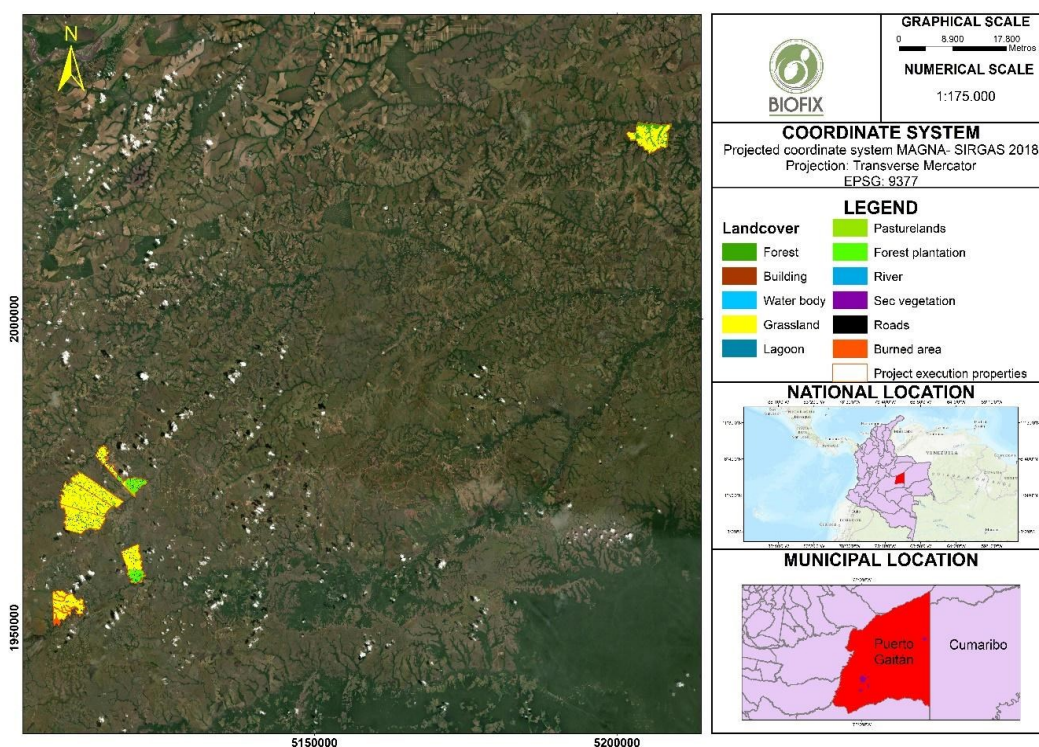 N
2000000
1950000
5150000
5200000
BIOFIX
GRAPHICAL SCALE
0 8.900 17.800
Metros
NUMERICAL SCALE
1:175.000
COORDINATE SYSTEM
Projected coordinate system MAGNA- SIRGAS 2018
Projection: Transverse Mercator
EPSG: 9377
LEGEND
Landcover
Forest
Building
Water body
Grassland
Lagoon
Pasturelands
Forest plantation
River
Sec vegetation
Roads
Burned area
Project execution properties
NATIONAL LOCATION
VENEZUELA
MUNICIPAL LOCATION
Puerto
Gaitán
Cumaribo